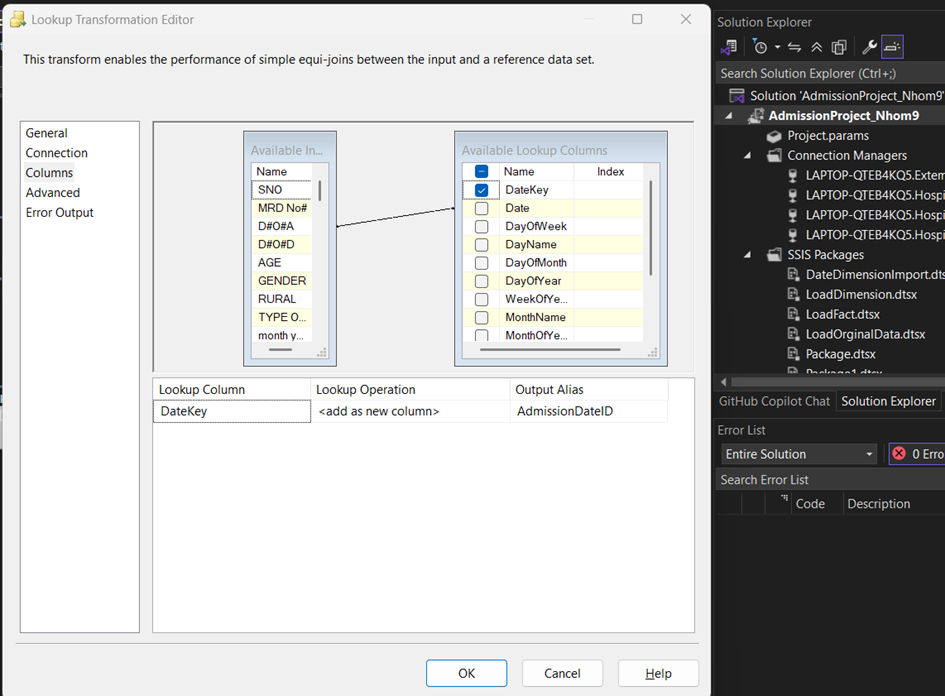 Lookup Transformation Editor
This transform enables the performance of simple equi-joins between the input and a reference data set.
General
Connection
Columns
Advanced
Error Output
Available In...
Name
SNO
MRD No#
D#O#A
D#O#D
AGE
GENDER
RURAL
TYPE O...
month y...
Available Lookup Columns
Name Index
DateKey
Date
DayOfWeek
DayName
DayOfMonth
DayOfYear
WeekOfYe...
MonthName
MonthOfYe...
Lookup Column Lookup Operation Output Alias
DateKey <add as new column> AdmissionDateID
OK Cancel Help
Solution Explorer
Search Solution Explorer (Ctrl+;)
Solution 'AdmissionProject_Nhom9'
AdmissionProject_Nhom9
Project.params
Connection Managers
LAPTOP-QTEB4KQ5.Exter
LAPTOP-QTEB4KQ5.Hospi
LAPTOP-QTEB4KQ5.Hospi
LAPTOP-QTEB4KQ5.Hospi
SSIS Packages
DateDimensionImport.dts
LoadDimension.dtsx
LoadFact.dtsx
LoadOrginalData.dtsx
Package.dtsx
Package1.dtsx
GitHub Copilot Chat Solution Explorer
Error List
Entire Solution 0 Erro
Search Error List
Code Description